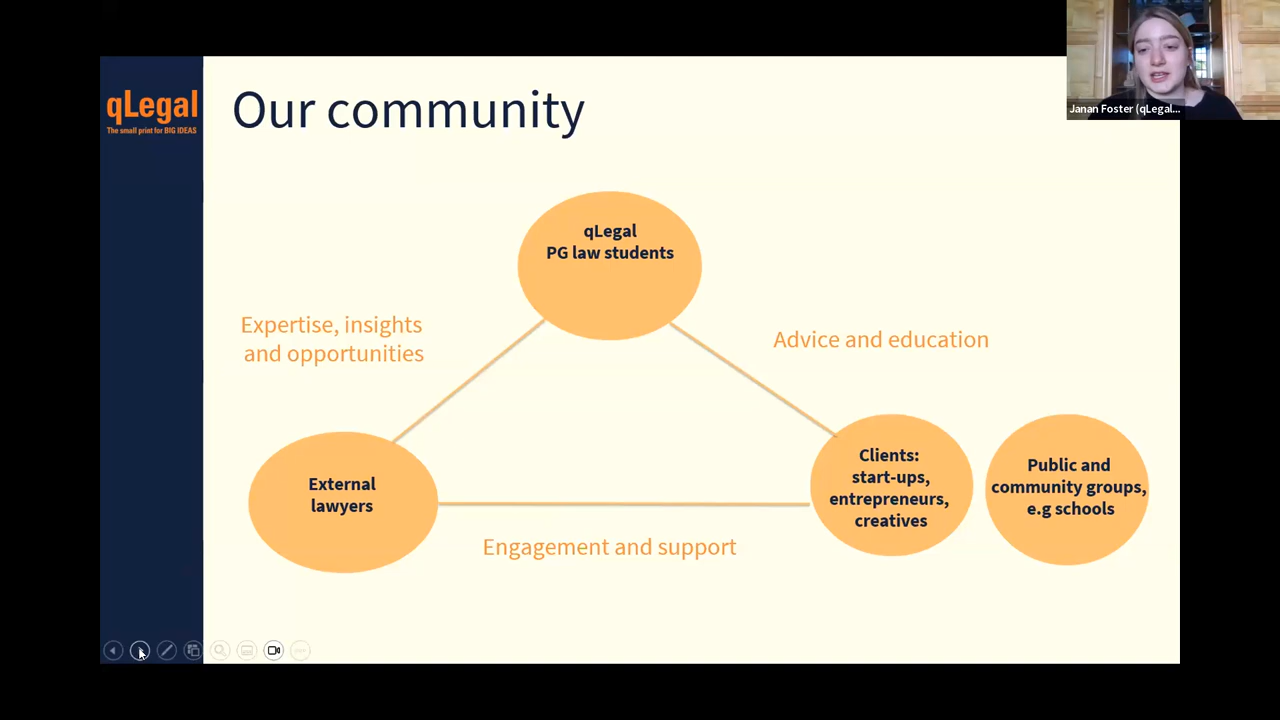 qLegal
The small print for BIG IDEAS
Our community
Janan Foster (qLegal...
qLegal
PG law students
Expertise, insights
and opportunities
Advice and education
External
lawyers
Clients:
start-ups,
entrepreneurs,
creatives
Public and
community groups,
e.g schools
Engagement and support